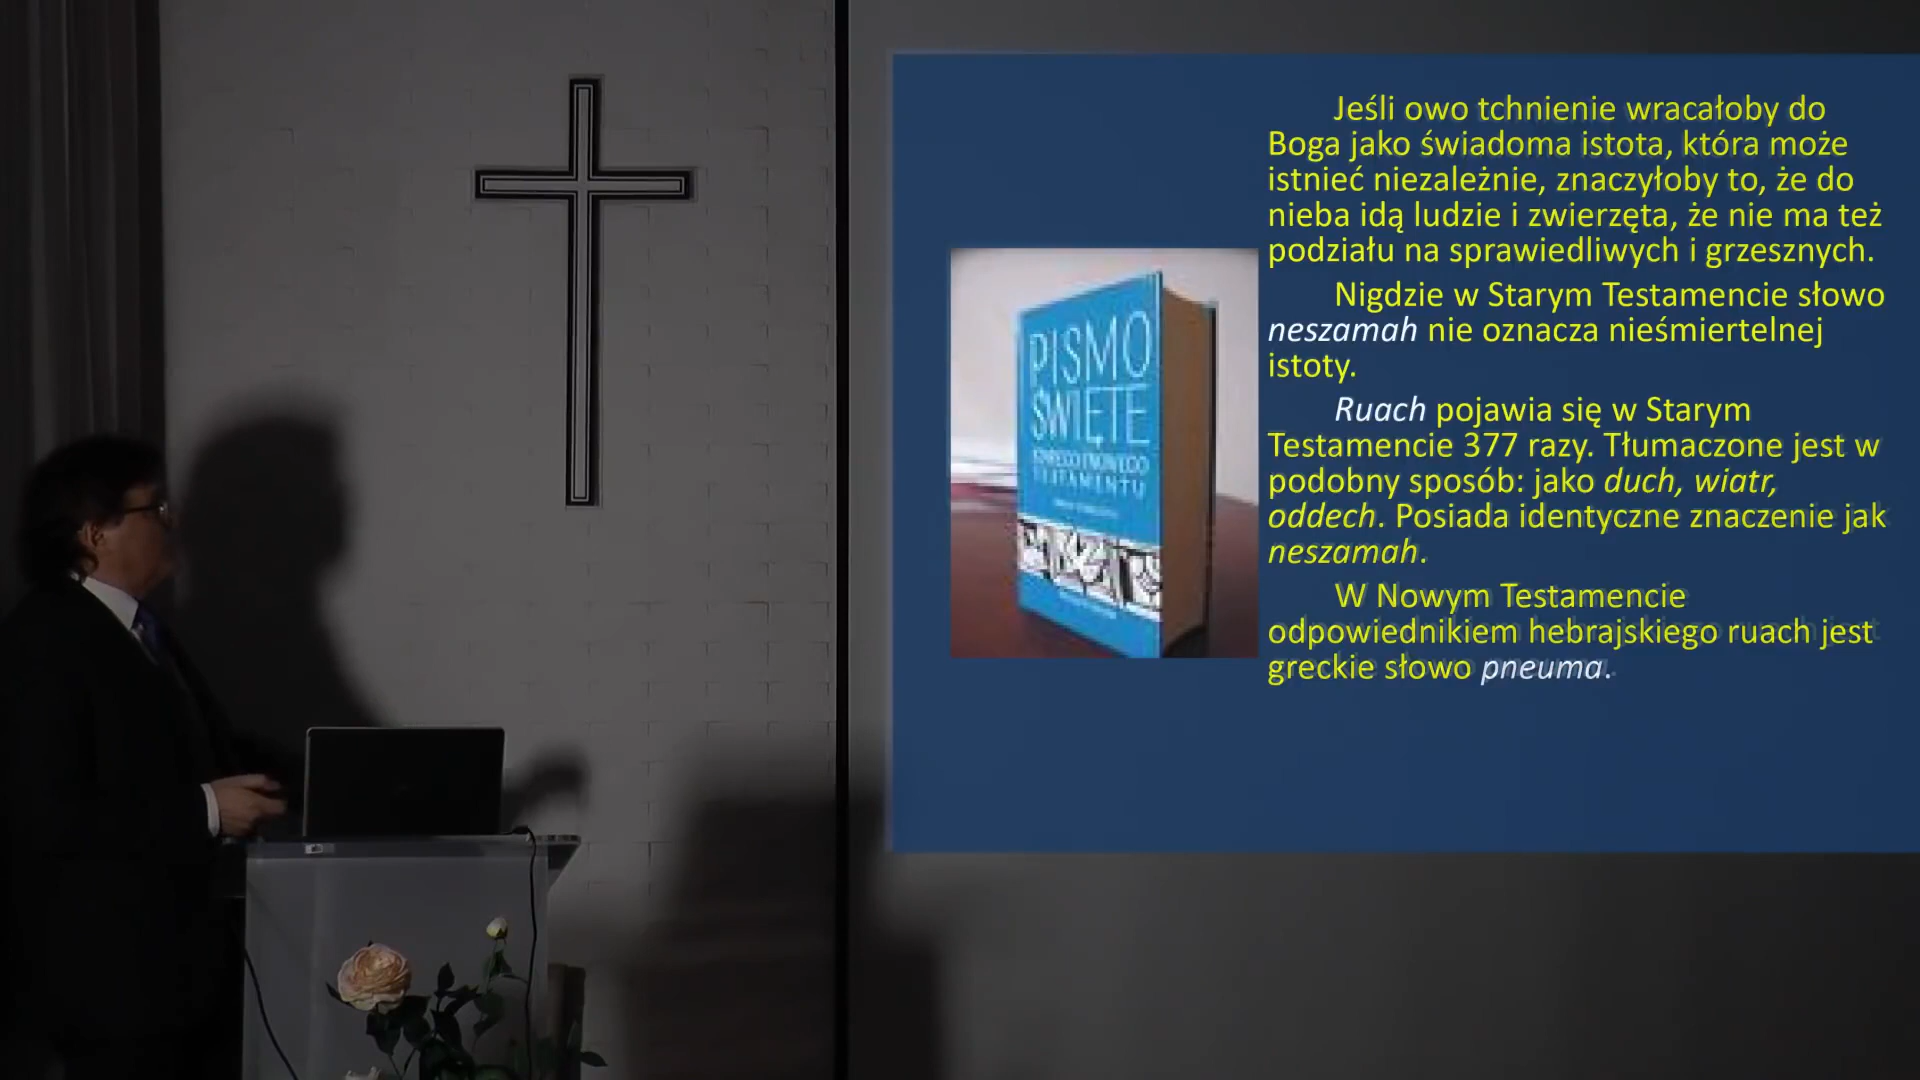 Jeśli owo tchnienie wracałoby do
Boga jako świadoma istota, która może
istnieć niezależnie, znaczyłoby to, że do
nieba idą ludzie i zwierzęta, że nie ma też
podziału na sprawiedliwych i grzesznych.
Nigdzie w Starym Testamencie słowo
neszamah nie oznacza nieśmiertelnej
istoty.
Ruach pojawia się w Starym
Testamencie 377 razy. Tłumaczone jest w
podobny sposób: jako duch, wiatr,
oddech. Posiada identyczne znaczenie jak
neszamah.
W Nowym Testamencie
odpowiednikiem hebrajskiego ruach jest
greckie słowo pneuma.
PISMO
ŚWIĘTE
STAREGO I NOWEGO
TESTAMENTU